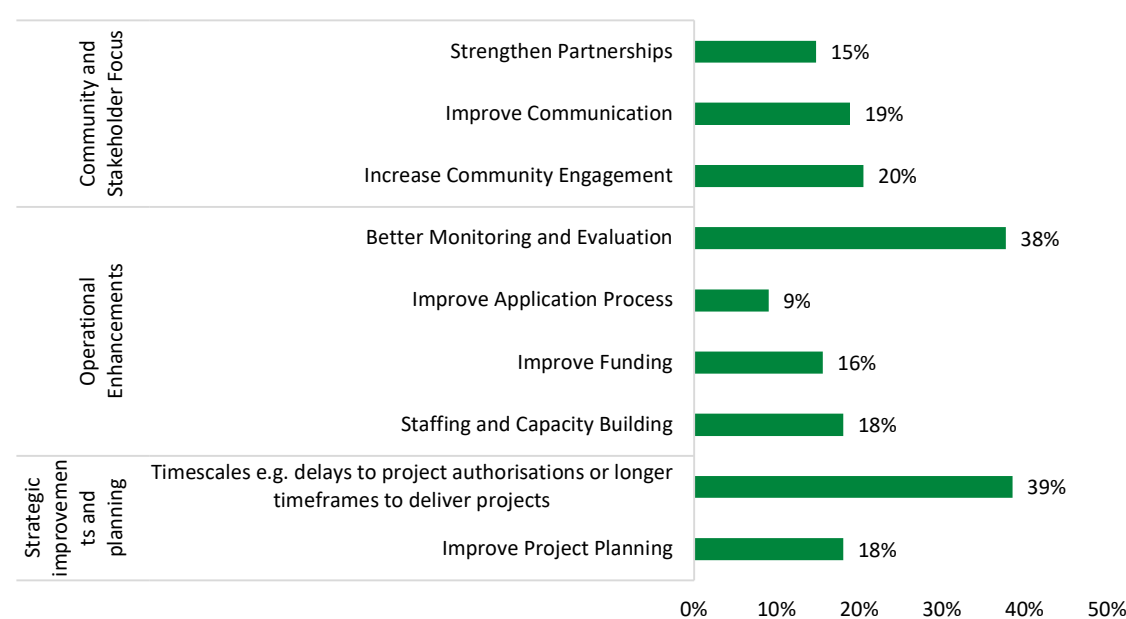 Community and
Stakeholder Focus
Strengthen Partnerships
15%
Improve Communication
19%
Increase Community Engagement
20%
Operational
Enhancements
Better Monitoring and Evaluation
38%
Improve Application Process
9%
Improve Funding
16%
Staffing and Capacity Building
18%
Strategic
improvemen
ts and
planning
Timescales e.g. delays to project authorisations or longer
timeframes to deliver projects
39%
Improve Project Planning
18%
0% 10% 20% 30% 40% 50%